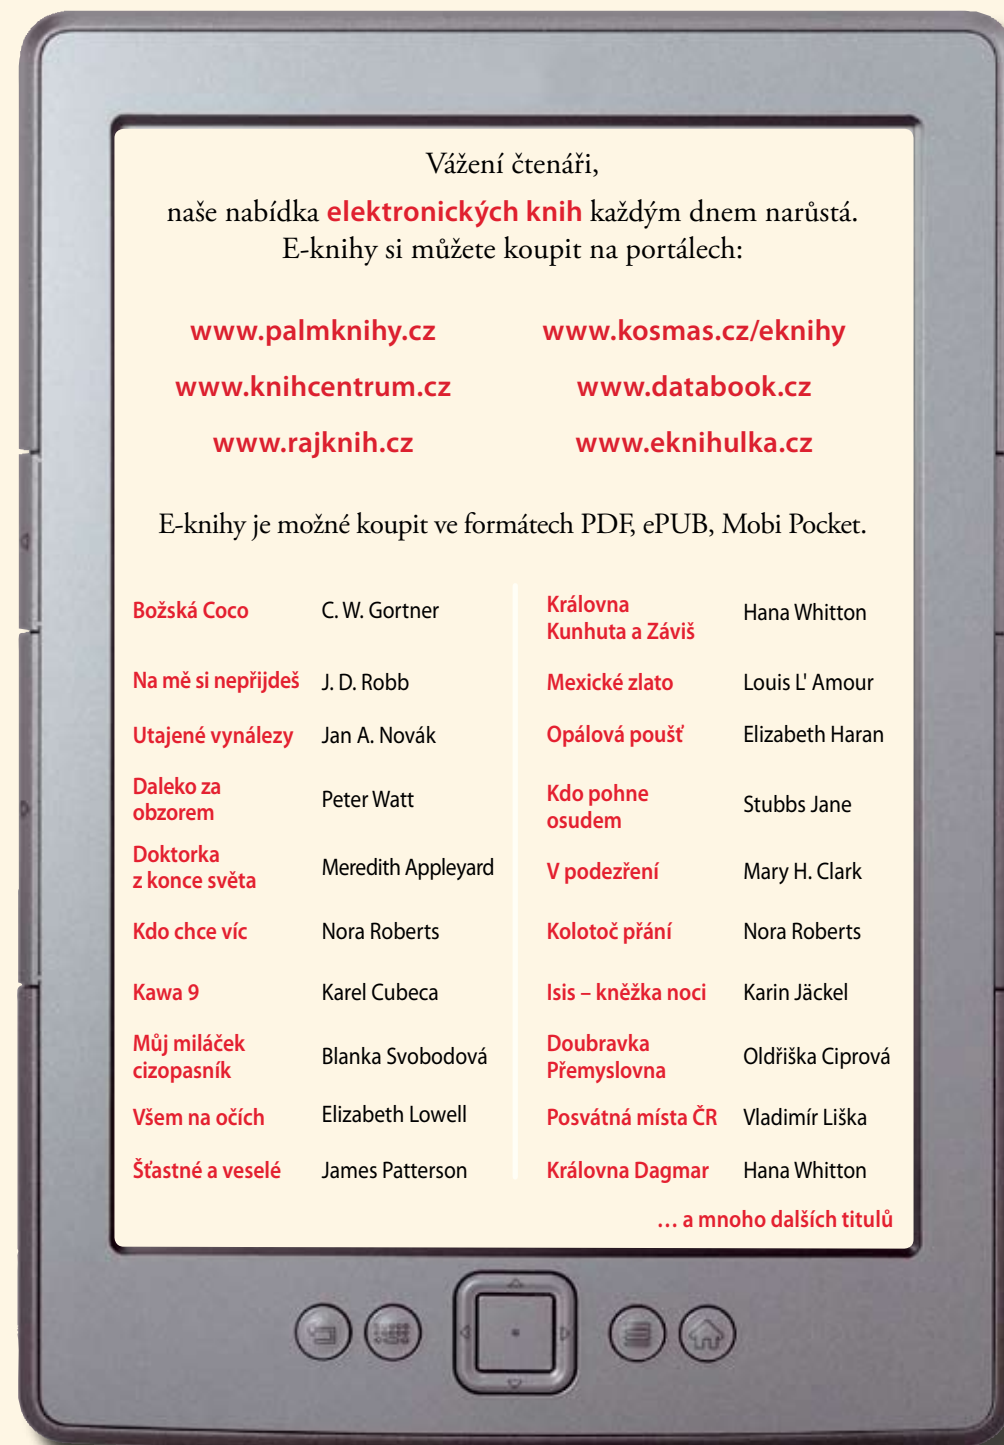 Vážení čtenáři,
naše nabídka elektronických knih každým dnem narůstá.
E-knihy si můžete koupit na portálech:
www.palmknihy.cz www.kosmas.cz/eknihy
www.knihcentrum.cz www.databook.cz
www.rajknih.cz www.eknihulka.cz
E-knihy je možné koupit ve formátech PDF, ePUB, Mobi Pocket.
Božská Coco C. W. Gortner
Na mě si nepřijdeš J. D. Robb
Utajené vynálezy Jan A. Novák
Daleko za
obzorem Peter Watt
Doktorka
z konce světa Meredith Appleyard
Kdo chce víc Nora Roberts
Kawa 9 Karel Cubeca
Můj miláček
cizopasník Blanka Svobodová
Všem na očích Elizabeth Lowell
Šťastné a veselé James Patterson
Královna
Kunhuta a Záviš Hana Whitton
Mexické zlato Louis L' Amour
Opálová poušť Elizabeth Haran
Kdo pohne
osudem Stubbs Jane
V podezření Mary H. Clark
Kolotoč přání Nora Roberts
Isis – kněžka noci Karin Jäckel
Doubravka
Přemyslovna Oldřiška Ciprová
Posvátná místa ČR Vladimír Liška
Královna Dagmar Hana Whitton
… a mnoho dalších titulů